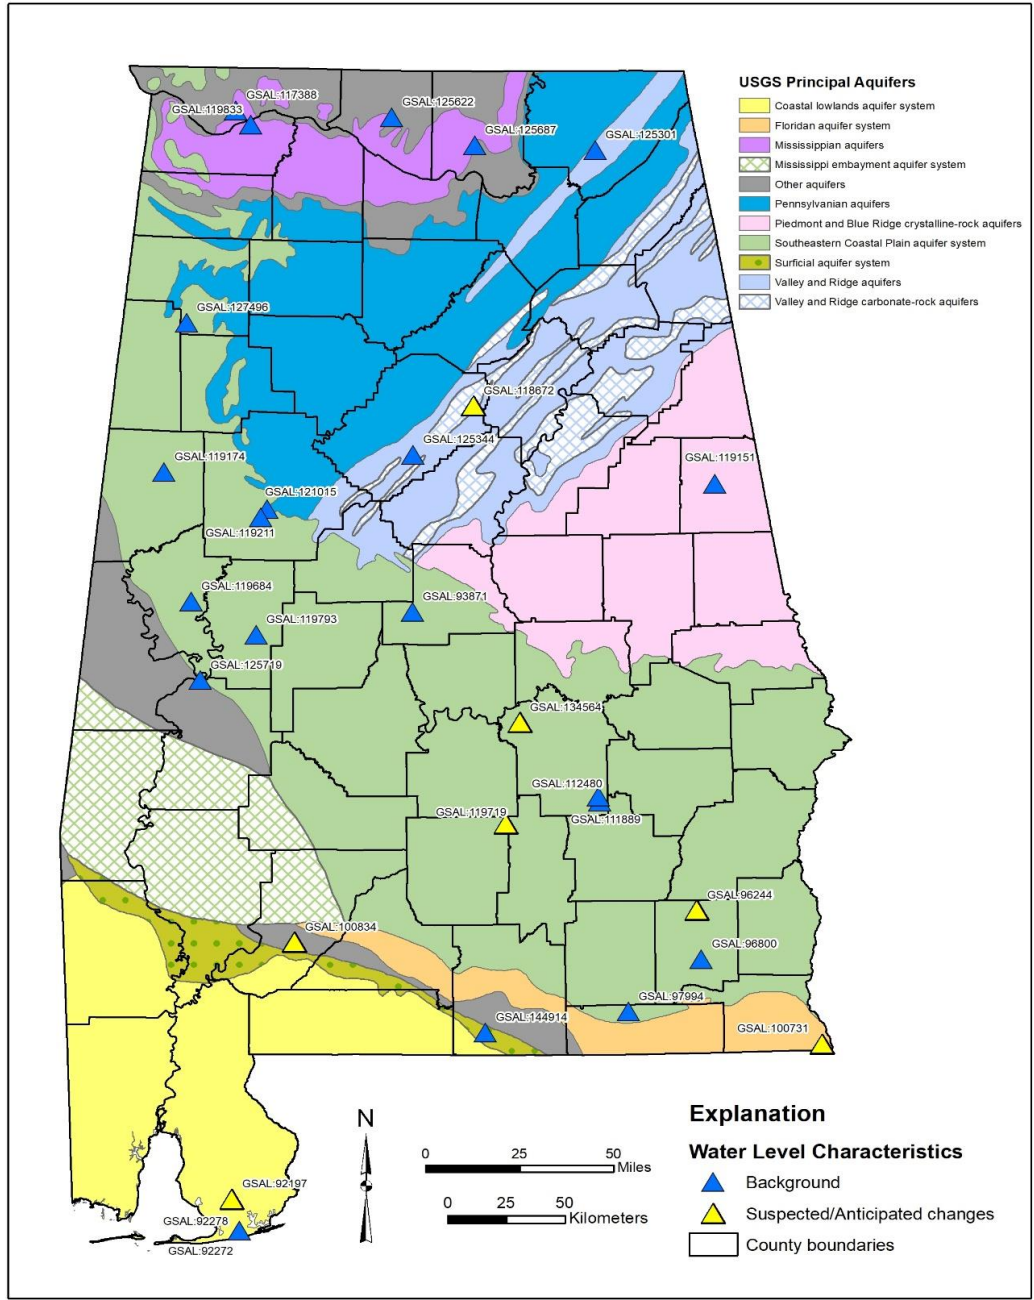 USGS Principal Aquifers
Coastal lowlands aquifer system
Floridan aquifer system
Mississippian aquifers
Mississippi embayment aquifer system
Other aquifers
Pennsylvanian aquifers
Piedmont and Blue Ridge crystalline-rock aquifers
Southeastern Coastal Plain aquifer system
Surficial aquifer system
Valley and Ridge aquifers
Valley and Ridge carbonate-rock aquifers
GSAL:117388
GSAL:119833
GSAL:125622
GSAL:125687
GSAL:125301
GSAL:127496
GSAL:118672
GSAL:125344
GSAL:119174
GSAL:119151
GSAL:121015
GSAL:119211
GSAL:119684
GSAL:93871
GSAL:119793
GSAL:125719
GSAL:134564
GSAL:112480
GSAL:119719
GSAL:111889
GSAL:96244
GSAL:100834
GSAL:96800
GSAL:97994
GSAL:144914
GSAL:100731
GSAL:92197
GSAL:92278
GSAL:92272
N
0 25 50
Miles
0 25 50
Kilometers
Explanation
Water Level Characteristics
Background
Suspected/Anticipated changes
County boundaries